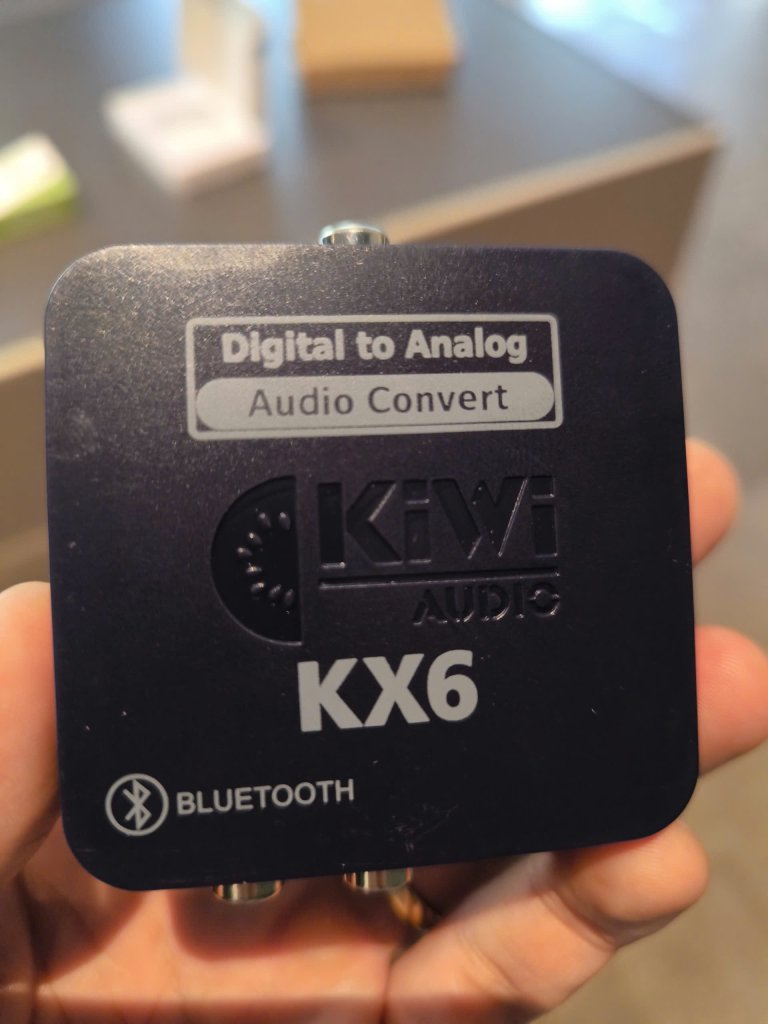 Digital to Analog
Audio Convert
KiWi
AUDIO
KX6
BLUETOOTH